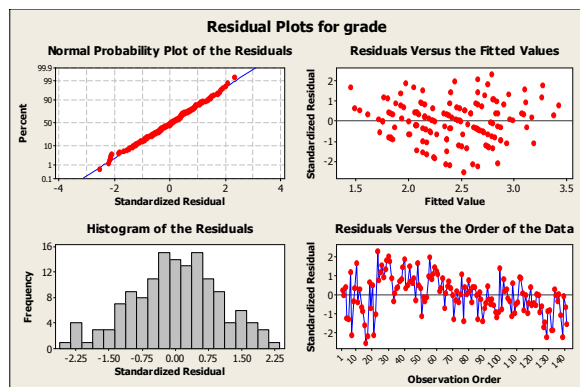 Residual Plots for grade
Normal Probability Plot of the Residuals
99.9
99
90
50
10
1
0.1
Percent
-4 -2 0 2 4
Standardized Residual
Residuals Versus the Fitted Values
2
1
0
-1
-2
Standardized Residual
1.5 2.0 2.5 3.0 3.5
Fitted Value
Histogram of the Residuals
16
12
8
4
0
Frequency
-2.25 -1.50 -0.75 0.00 0.75 1.50 2.25
Standardized Residual
Residuals Versus the Order of the Data
2
1
0
-1
-2
Standardized Residual
1 10 20 30 40 50 60 70 80 90 100 110 120 130 140
Observation Order